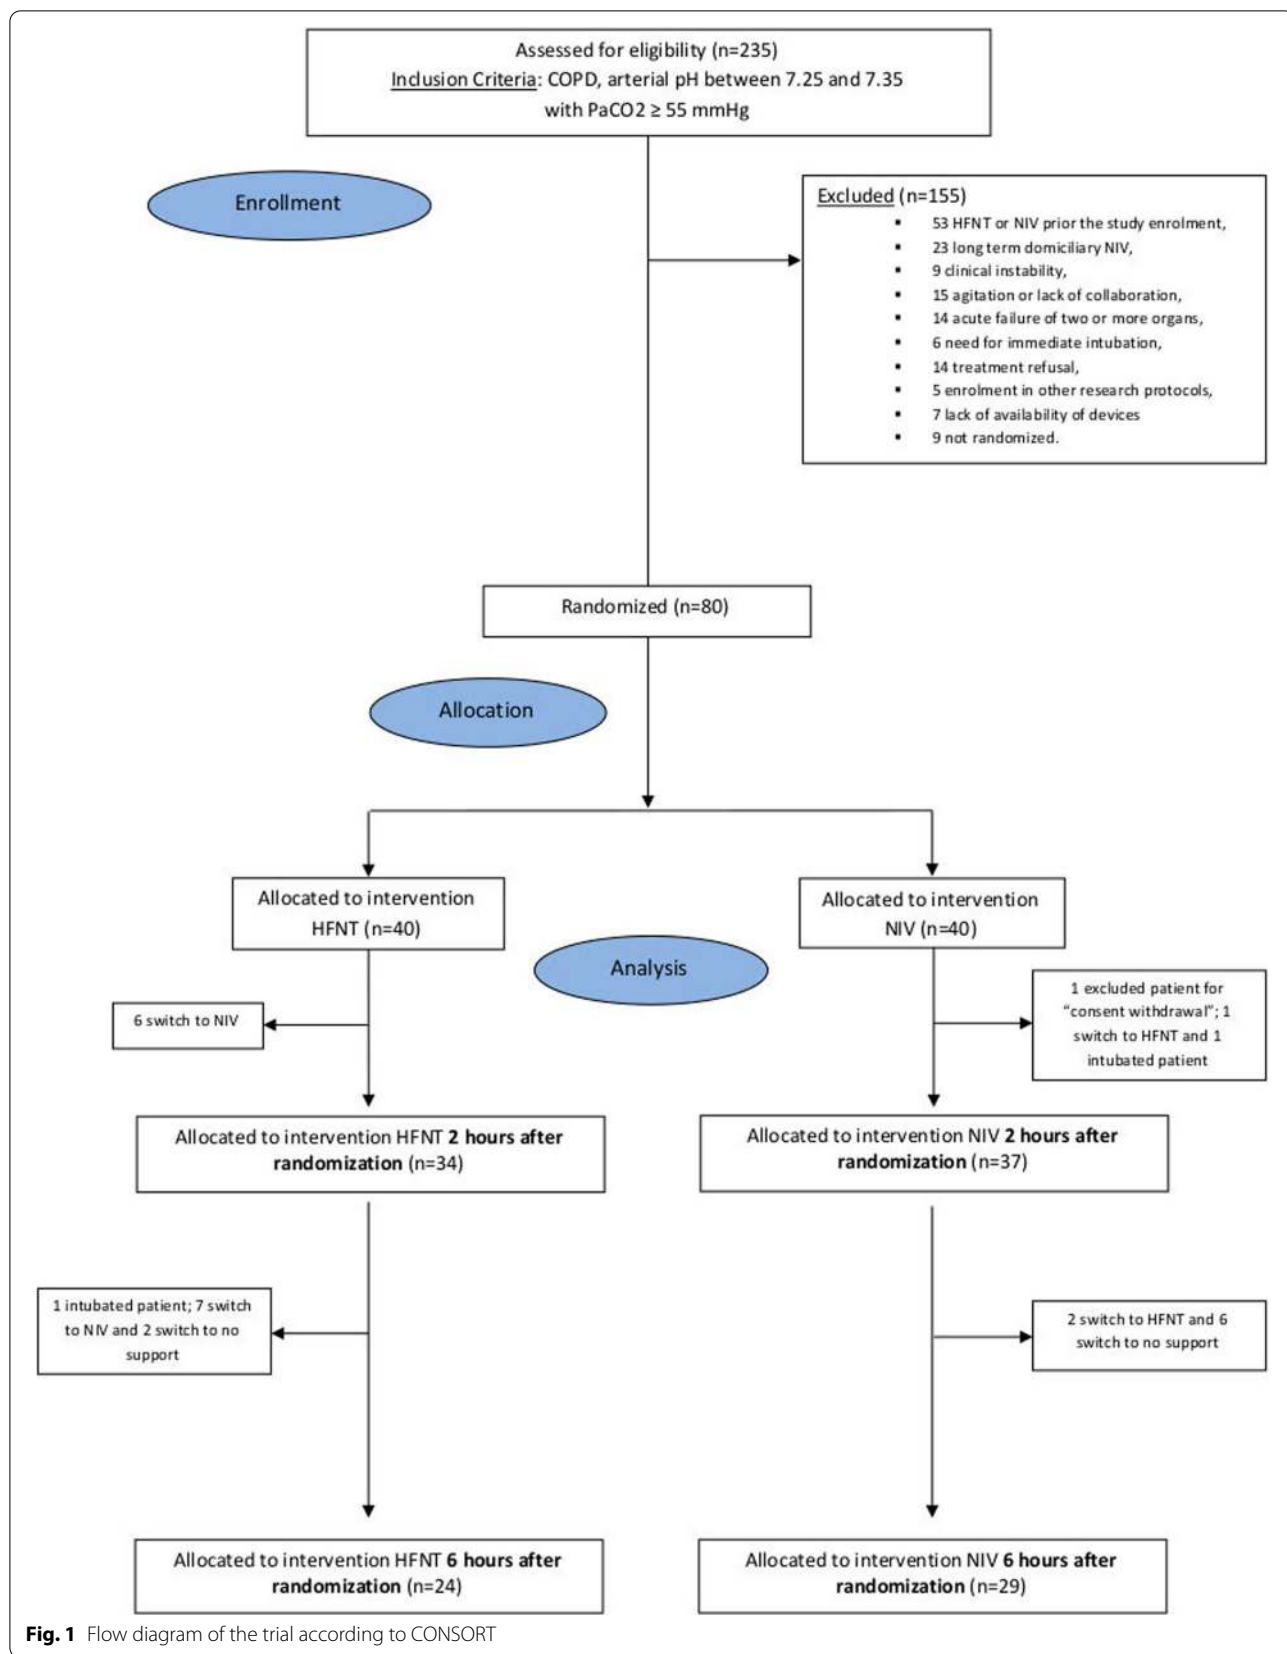 Assessed for eligibility (n=235)
Inclusion Criteria: COPD, arterial pH between 7.25 and 7.35
with PaCO2 ≥ 55 mmHg
Enrollment
Excluded (n=155)
▪ 53 HFNT or NIV prior the study enrolment,
▪ 23 long term domiciliary NIV,
▪ 9 clinical instability,
▪ 15 agitation or lack of collaboration,
▪ 14 acute failure of two or more organs,
▪ 6 need for immediate intubation,
▪ 14 treatment refusal,
▪ 5 enrolment in other research protocols,
▪ 7 lack of availability of devices
▪ 9 not randomized.
Randomized (n=80)
Allocation
Allocated to intervention
HFNT (n=40)
Allocated to intervention
NIV (n=40)
Analysis
6 switch to NIV
1 excluded patient for
“consent withdrawal”; 1
switch to HFNT and 1
intubated patient
Allocated to intervention HFNT 2 hours after
randomization (n=34)
Allocated to intervention NIV 2 hours after
randomization (n=37)
1 intubated patient; 7 switch
to NIV and 2 switch to no
support
2 switch to HFNT and 6
switch to no support
Allocated to intervention HFNT 6 hours after
randomization (n=24)
Allocated to intervention NIV 6 hours after
randomization (n=29)
Fig. 1 Flow diagram of the trial according to CONSORT